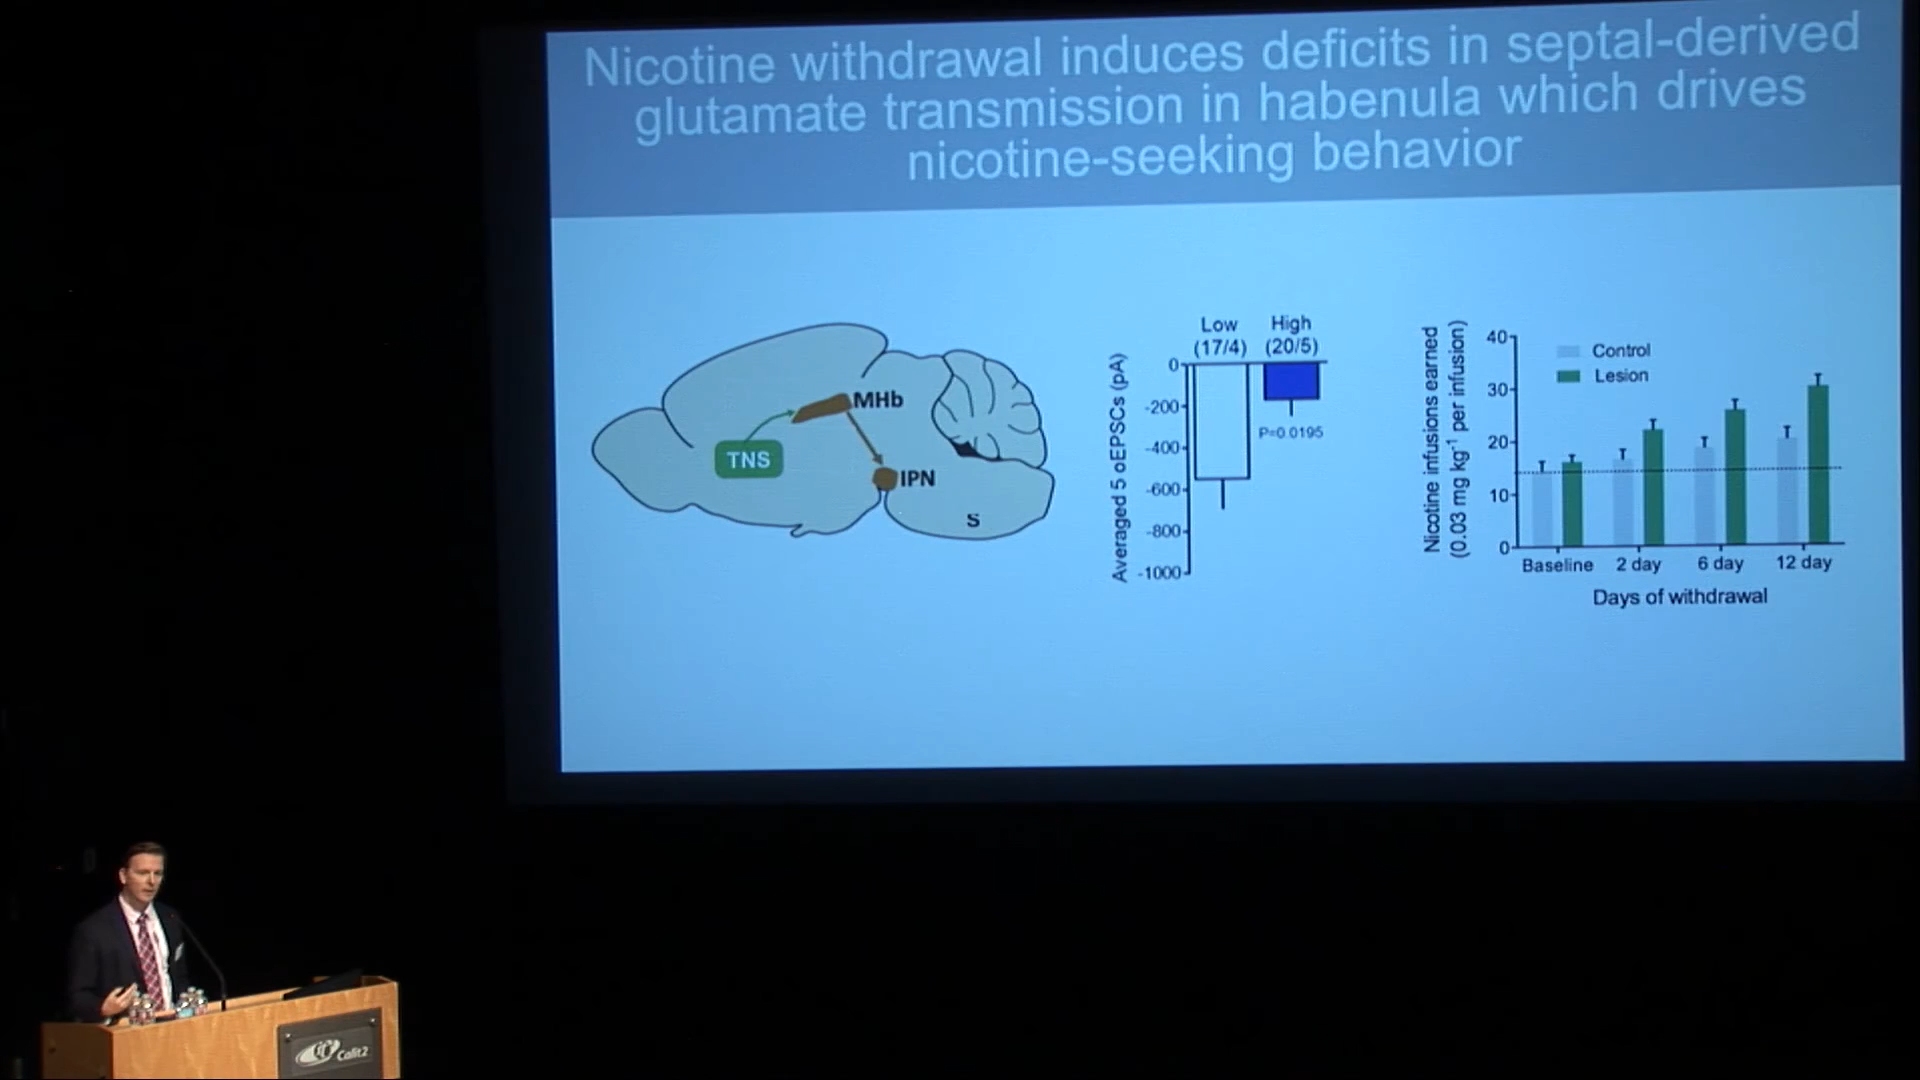 Nicotine withdrawal induces deficits in septal-derived
glutamate transmission in habenula which drives
nicotine-seeking behavior
MHb
TNS
IPN
S
Averaged 5 oEPSCs (pA)
Low
(17/4)
High
(20/5)
0
-200
-400
-600
-800
-1000
P=0.0195
Nicotine infusions earned
(0.03 mg kg-1 per infusion)
40
30
20
10
0
Control
Lesion
Baseline
2 day
6 day
12 day
Days of withdrawal
Calit2